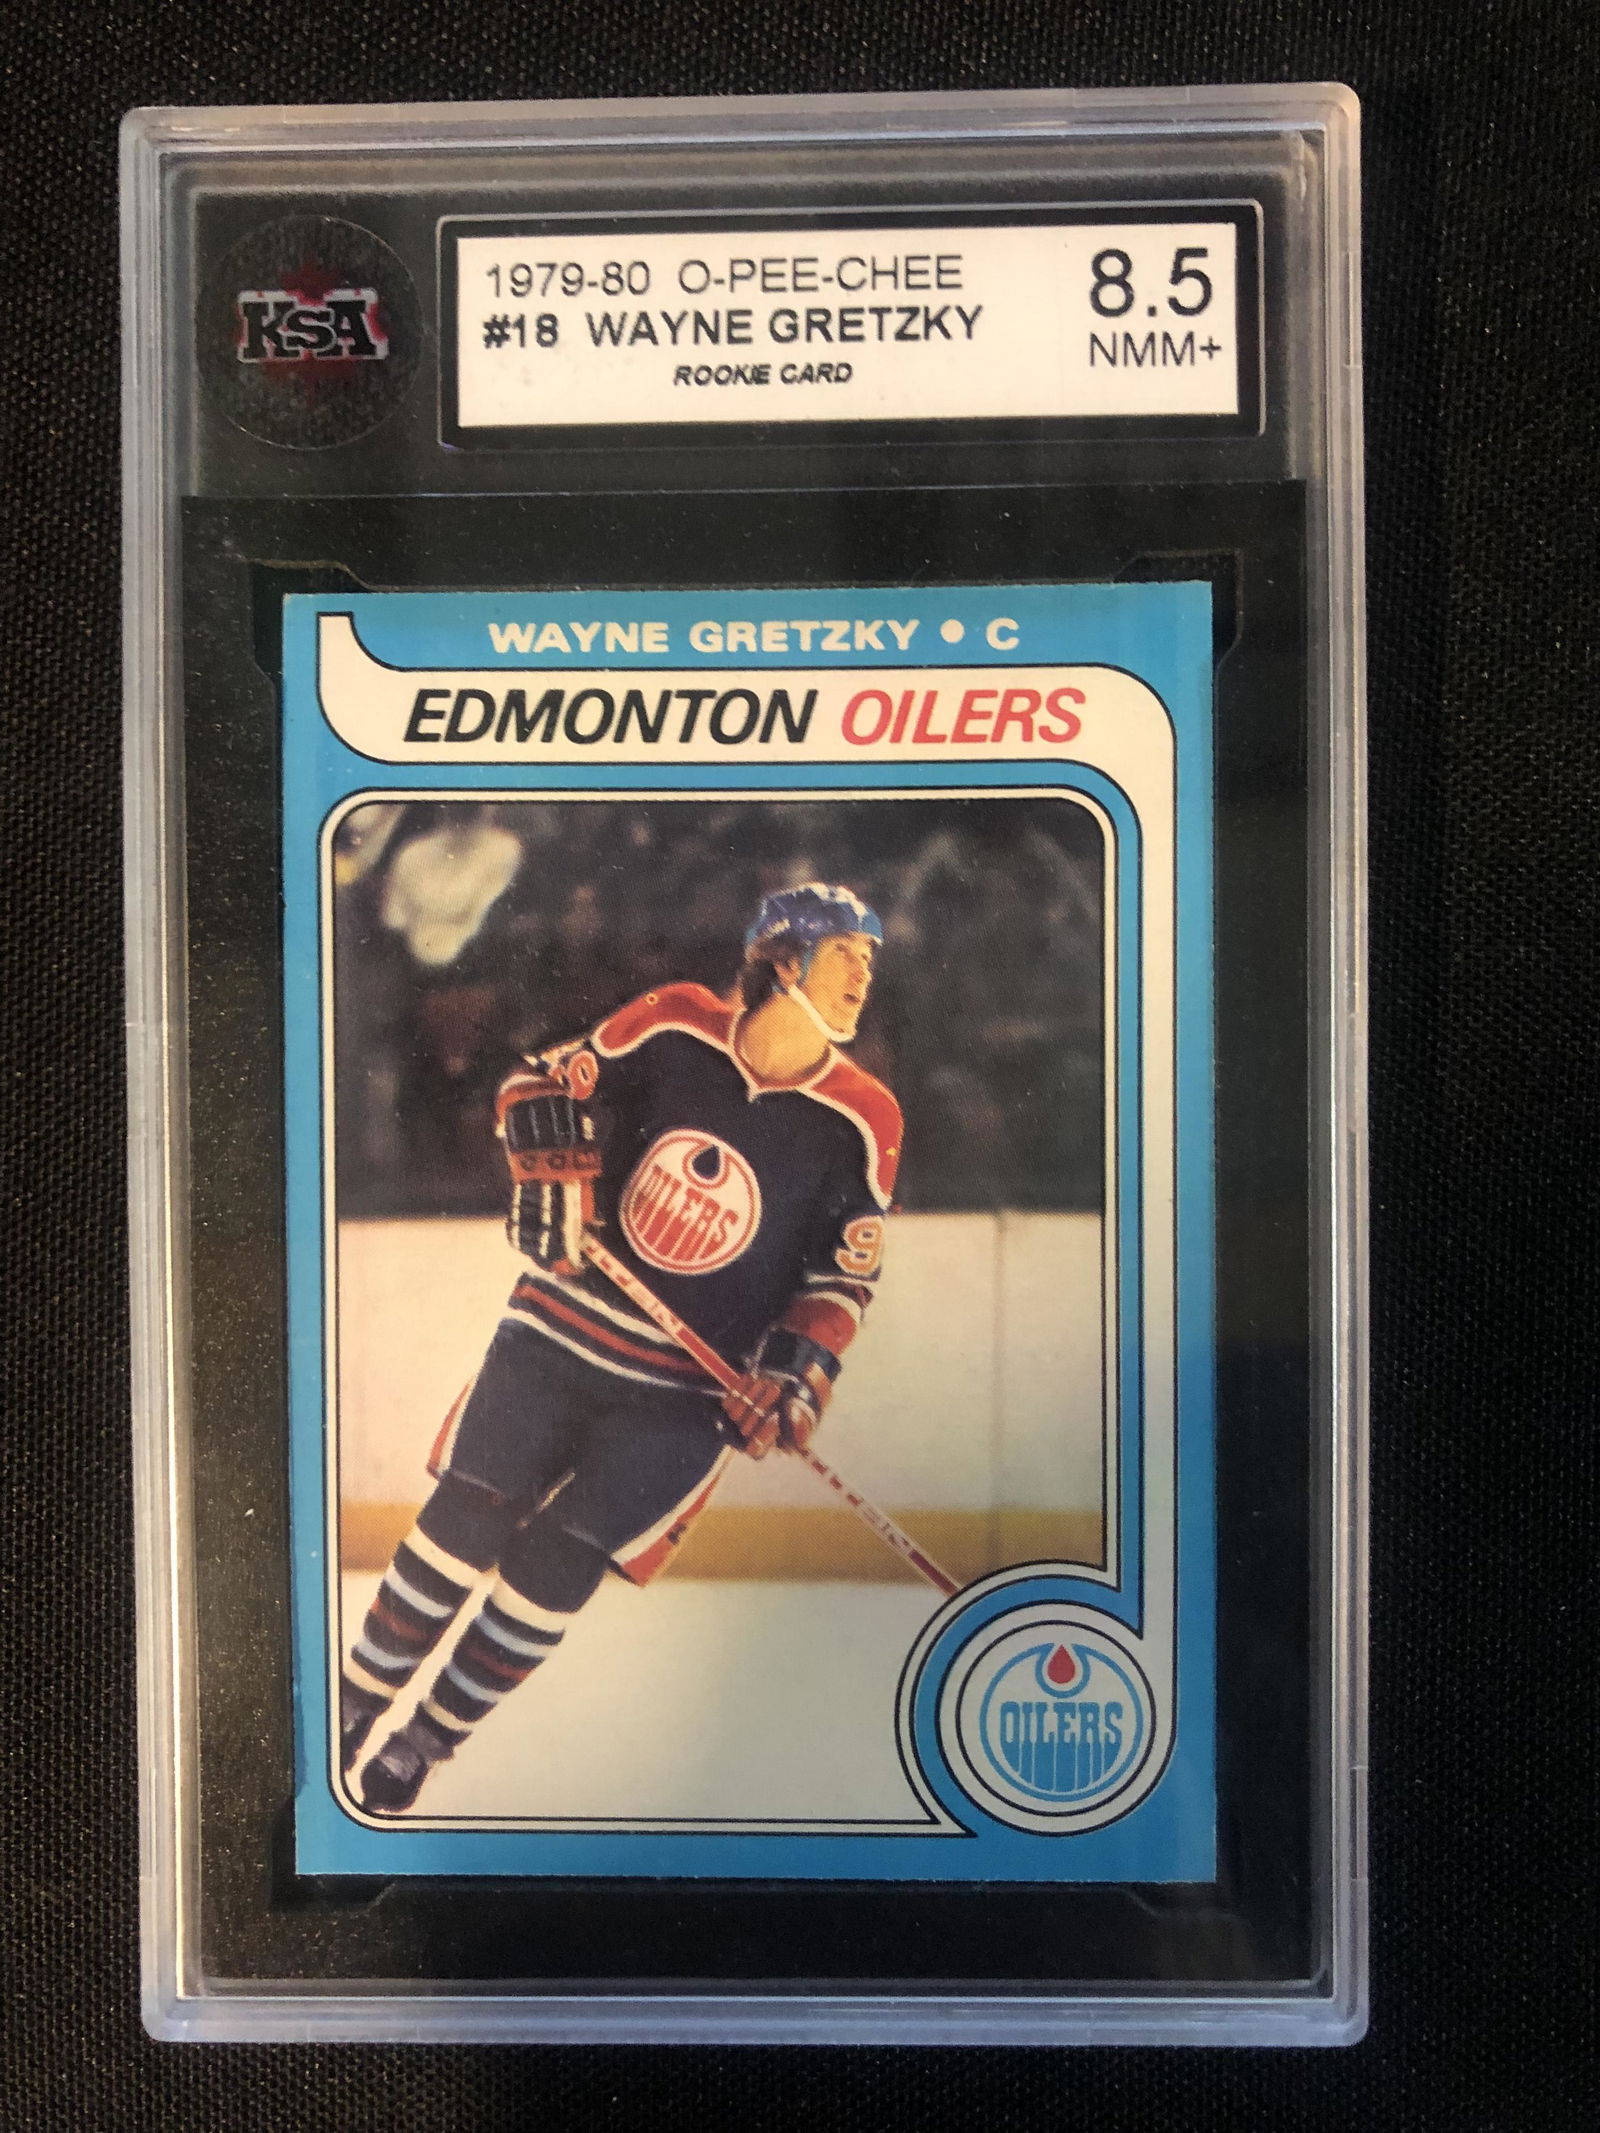 KSA
1979-80 O-PEE-CHEE
#18 WAYNE GRETZKY
ROOKIE CARD
8.5
NMM+
WAYNE GRETZKY • C
EDMONTON OILERS
OILERS
9
OILERS